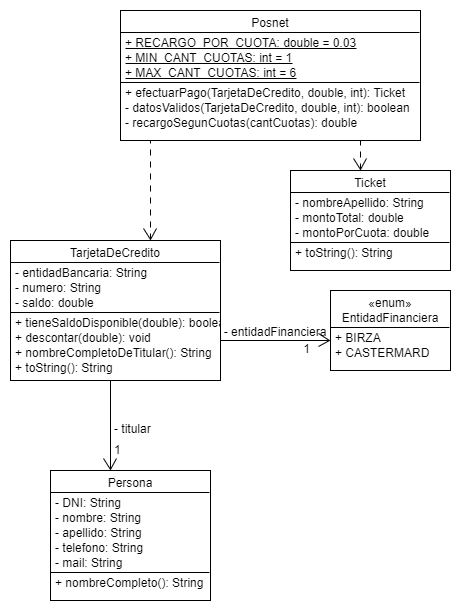 Posnet
+ RECARGO_POR_CUOTA: double = 0.03
+ MIN_CANT_CUOTAS: int = 1
+ MAX_CANT_CUOTAS: int = 6
+ efectuarPago(TarjetaDeCredito, double, int): Ticket
- datosValidos(TarjetaDeCredito, double, int): boolean
- recargoSegunCuotas(cantCuotas): double
Ticket
- nombreApellido: String
- montoTotal: double
- montoPorCuota: double
+ toString(): String
TarjetaDeCredito
- entidadBancaria: String
- numero: String
- saldo: double
+ tieneSaldoDisponible(double): boolea
+ descontar(double): void
+ nombreCompletoDeTitular(): String
+ toString(): String
- entidadFinanciera
1
«enum»
EntidadFinanciera
+ BIRZA
+ CASTERMARD
- titular
1
Persona
- DNI: String
- nombre: String
- apellido: String
- telefono: String
- mail: String
+ nombreCompleto(): String